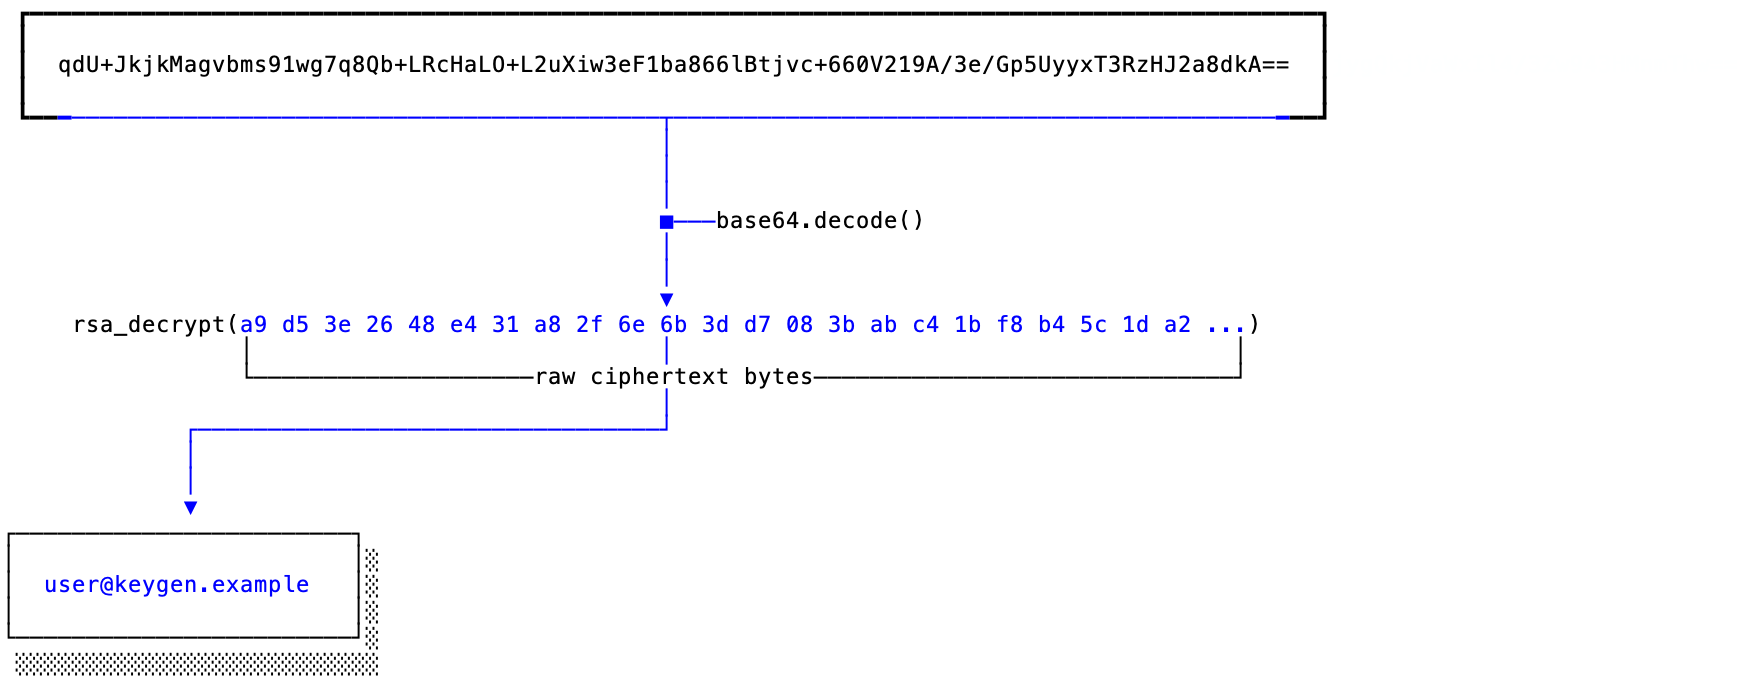 qdU+JkjkMagvbms91wg7q8Qb+LRcHaLO+L2uXiw3eF1ba866lBtjvc+660V219A/3e/Gp5UyyxT3RzHJ2a8dkA==
base64.decode()
rsa_decrypt(a9 d5 3e 26 48 e4 31 a8 2f 6e 6b 3d d7 08 3b ab c4 1b f8 b4 5c 1d a2 ...)
raw ciphertext bytes
user@keygen.example